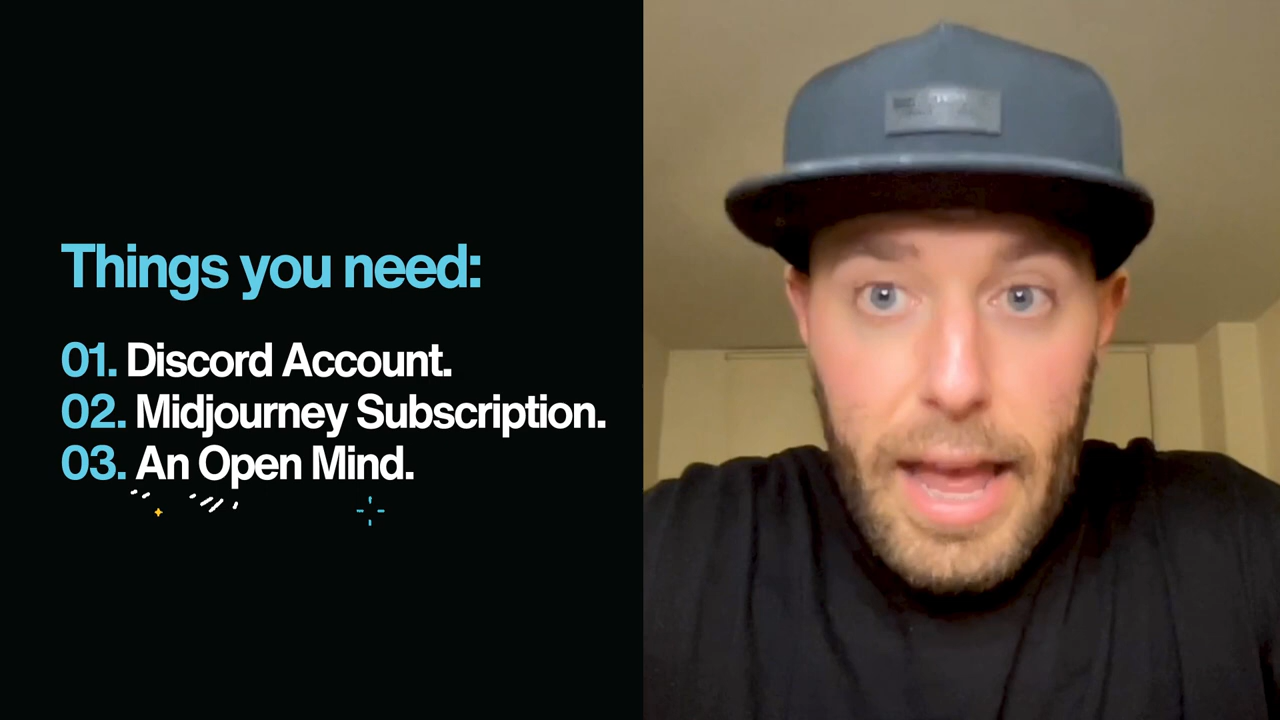 Things you need:
01. Discord Account.
02. Midjourney Subscription.
03. An Open Mind.